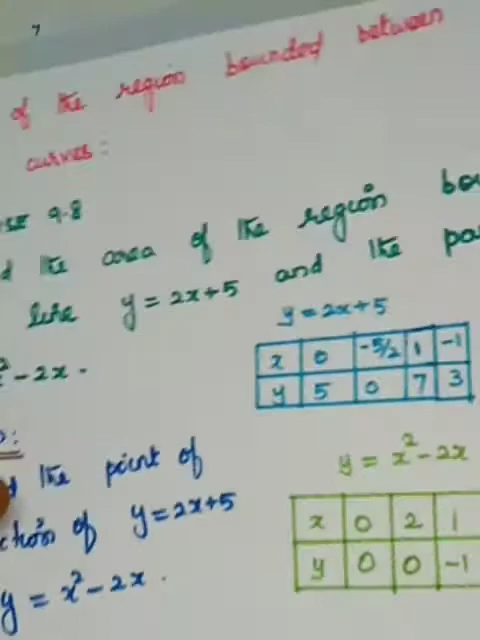 7
of the region bounded between
curves:
9.8
the area of the region
line y = 2x+5 and the
y = 2x+5
x 0 -5/2 1 -1
y 5 0 7 3
² - 2x.
the point of
of y = 2x+5
y = x² - 2x.
y = x² - 2x
x 0 2 1
y 0 0 -1